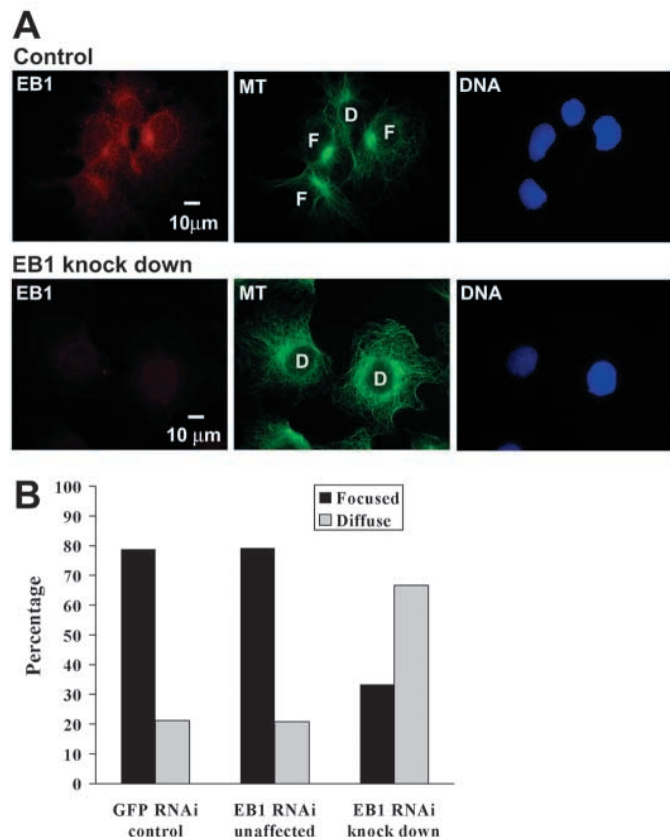 A
Control
EB1 MT DNA
D
F F
F
10μm
EB1 knock down
EB1 MT DNA
D D
10 μm
B
100
90
80
70
60
50
40
30
20
10
0
Percentage
Focused
Diffuse
GFP RNAi control
EB1 RNAi unaffected
EB1 RNAi knock down